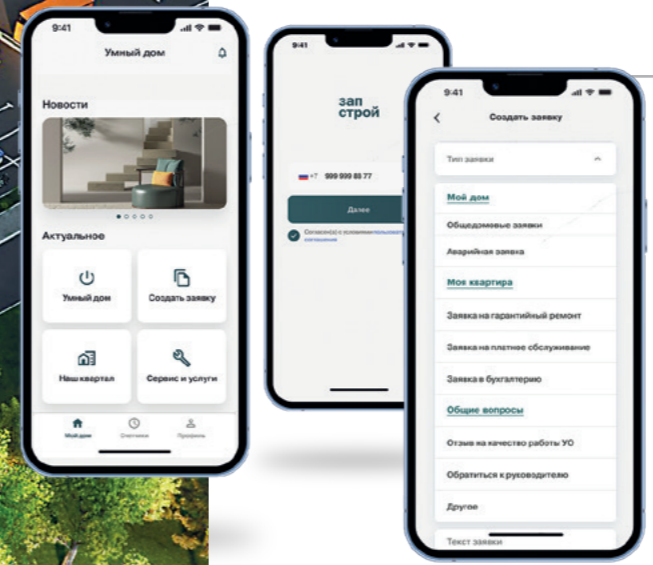 9:41
Умный дом
Новости
Актуальное
Умный дом
Создать заявку
Наш квартал
Сервис и услуги
Мой дом
Счетчики
Профиль
9:41
зап
строй
+7 999 999 88 77
Далее
Согласен(а) с условиями пользоват
соглашения
9:41
Создать заявку
Тип заявки
Мой дом
Общедомовые заявки
Аварийная заявка
Моя квартира
Заявка на гарантийный ремонт
Заявка на платное обслуживание
Заявка в бухгалтерию
Общие вопросы
Отзыв на качество работы УО
Обратиться к руководителю
Другое
Текст заявки